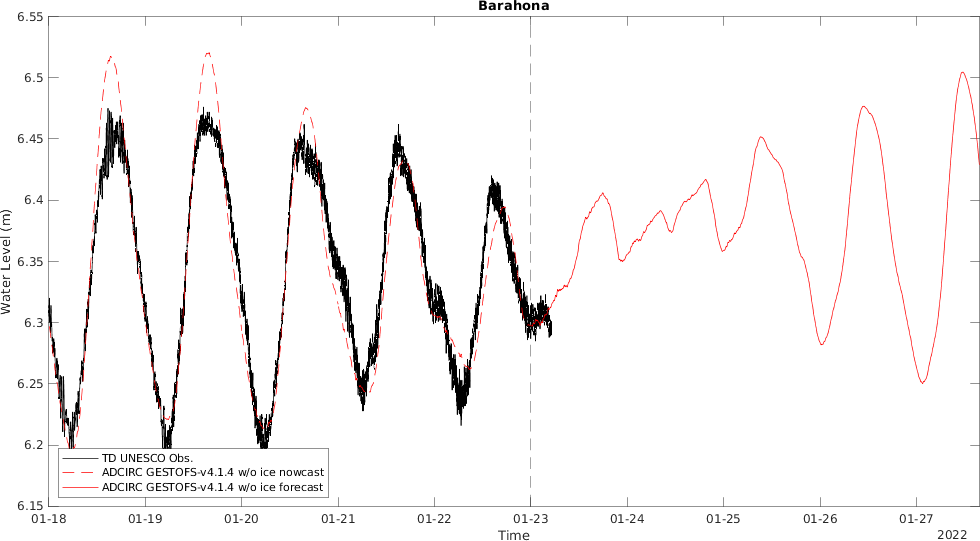 Barahona
6.55
6.5
6.45
6.4
6.35
6.3
6.25
6.2
6.15
Water Level (m)
TD UNESCO Obs.
ADCIRC GESTOFS-v4.1.4 w/o ice nowcast
ADCIRC GESTOFS-v4.1.4 w/o ice forecast
01-18 01-19 01-20 01-21 01-22 01-23 01-24 01-25 01-26 01-27
Time
2022